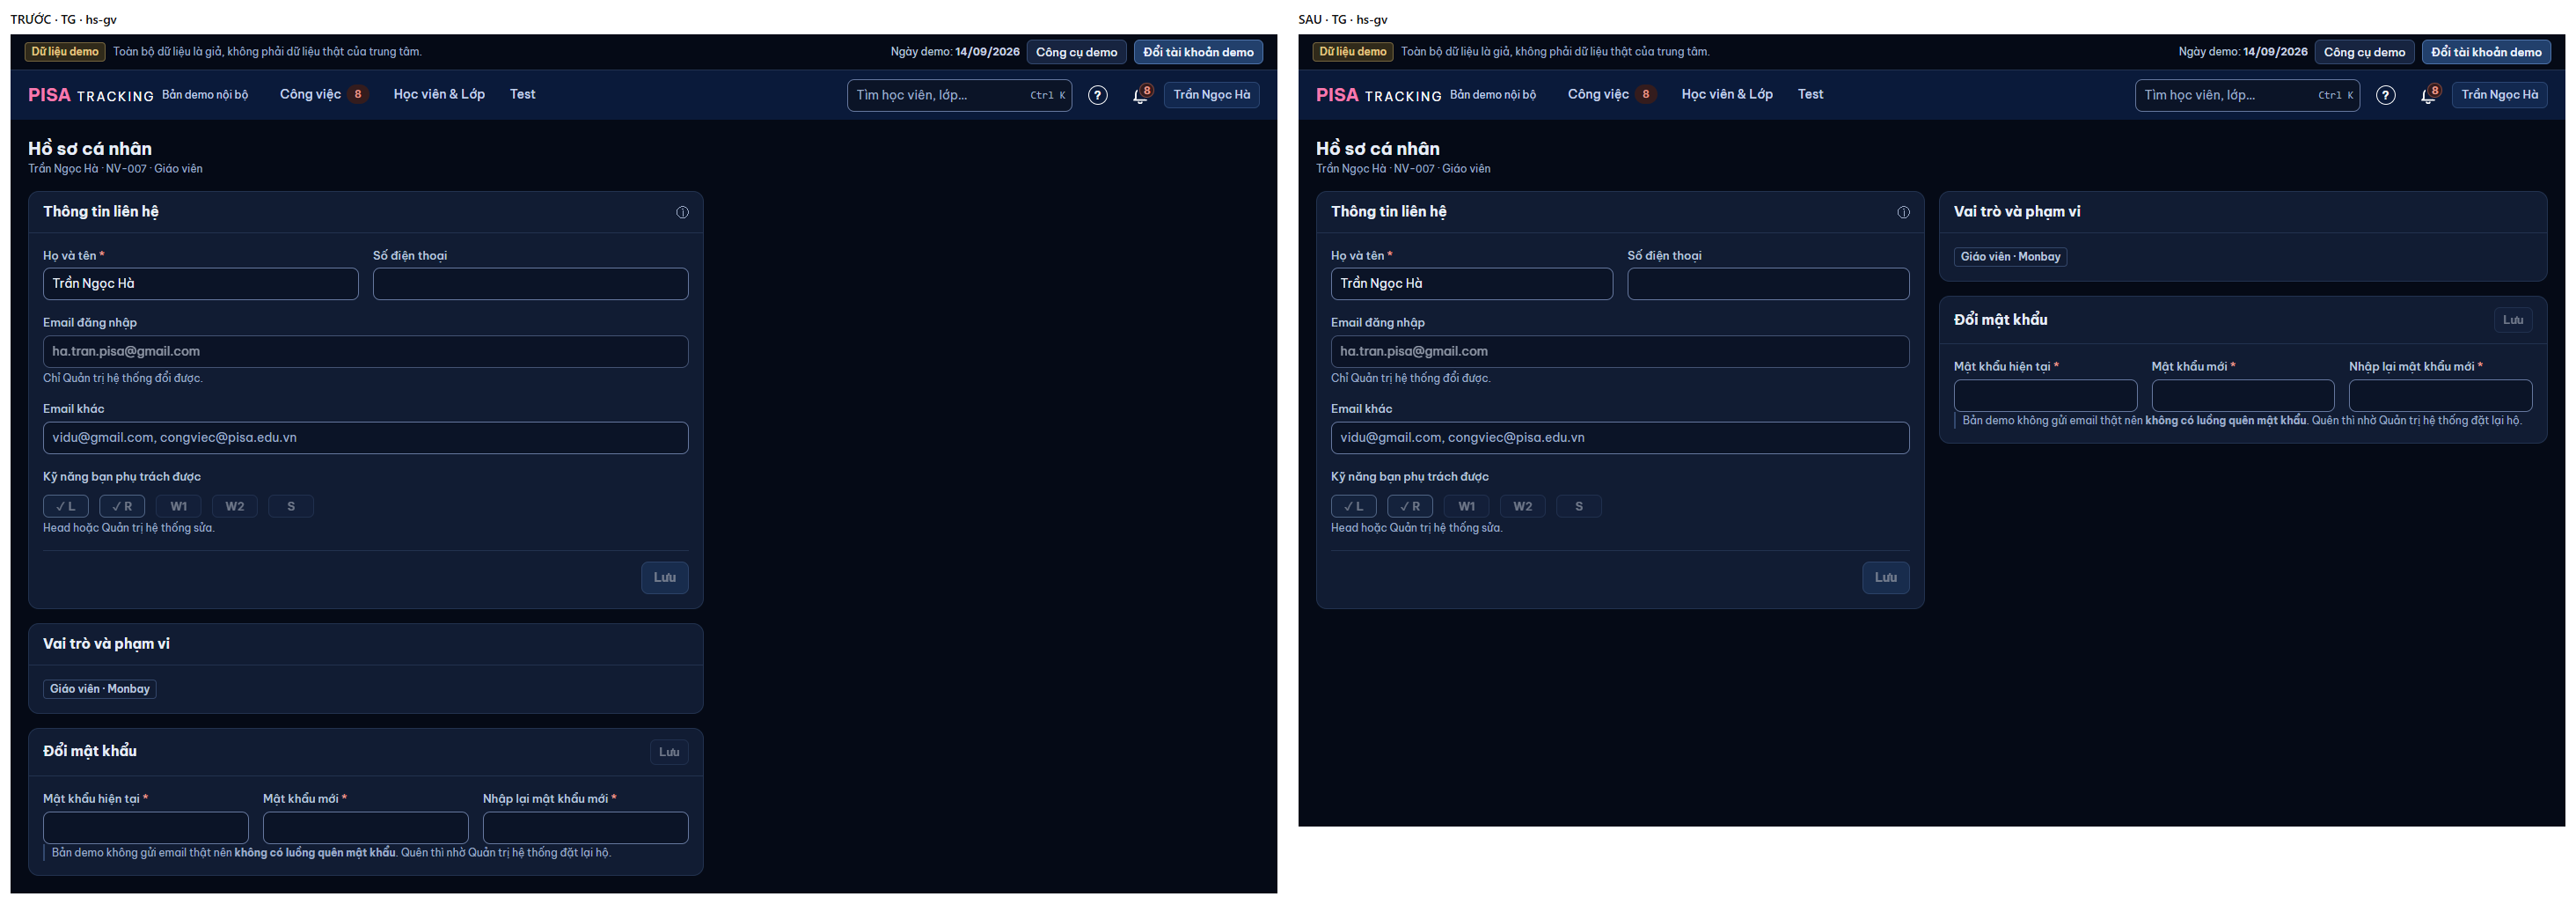 TRƯỚC · TG · hs-gv
Dữ liệu demo Toàn bộ dữ liệu là giả, không phải dữ liệu thật của trung tâm. Ngày demo: 14/09/2026 Công cụ demo Đổi tài khoản demo
PISA TRACKING Bản demo nội bộ Công việc 8 Học viên & Lớp Test Tìm học viên, lớp... Ctrl K ? 8 Trần Ngọc Hà
Hồ sơ cá nhân
Trần Ngọc Hà · NV-007 · Giáo viên
Thông tin liên hệ ⓘ
Họ và tên * Số điện thoại
Trần Ngọc Hà
Email đăng nhập
ha.tran.pisa@gmail.com
Chỉ Quản trị hệ thống đổi được.
Email khác
vidu@gmail.com, congviec@pisa.edu.vn
Kỹ năng bạn phụ trách được
✓ L ✓ R W1 W2 S
Head hoặc Quản trị hệ thống sửa.
Lưu
Vai trò và phạm vi
Giáo viên · Monbay
Đổi mật khẩu Lưu
Mật khẩu hiện tại * Mật khẩu mới * Nhập lại mật khẩu mới *
Bản demo không gửi email thật nên không có luồng quên mật khẩu. Quên thì nhờ Quản trị hệ thống đặt lại hộ.
SAU · TG · hs-gv
Dữ liệu demo Toàn bộ dữ liệu là giả, không phải dữ liệu thật của trung tâm. Ngày demo: 14/09/2026 Công cụ demo Đổi tài khoản demo
PISA TRACKING Bản demo nội bộ Công việc 8 Học viên & Lớp Test Tìm học viên, lớp... Ctrl K ? 8 Trần Ngọc Hà
Hồ sơ cá nhân
Trần Ngọc Hà · NV-007 · Giáo viên
Thông tin liên hệ ⓘ
Họ và tên * Số điện thoại
Trần Ngọc Hà
Email đăng nhập
ha.tran.pisa@gmail.com
Chỉ Quản trị hệ thống đổi được.
Email khác
vidu@gmail.com, congviec@pisa.edu.vn
Kỹ năng bạn phụ trách được
✓ L ✓ R W1 W2 S
Head hoặc Quản trị hệ thống sửa.
Lưu
Vai trò và phạm vi
Giáo viên · Monbay
Đổi mật khẩu Lưu
Mật khẩu hiện tại * Mật khẩu mới * Nhập lại mật khẩu mới *
Bản demo không gửi email thật nên không có luồng quên mật khẩu. Quên thì nhờ Quản trị hệ thống đặt lại hộ.